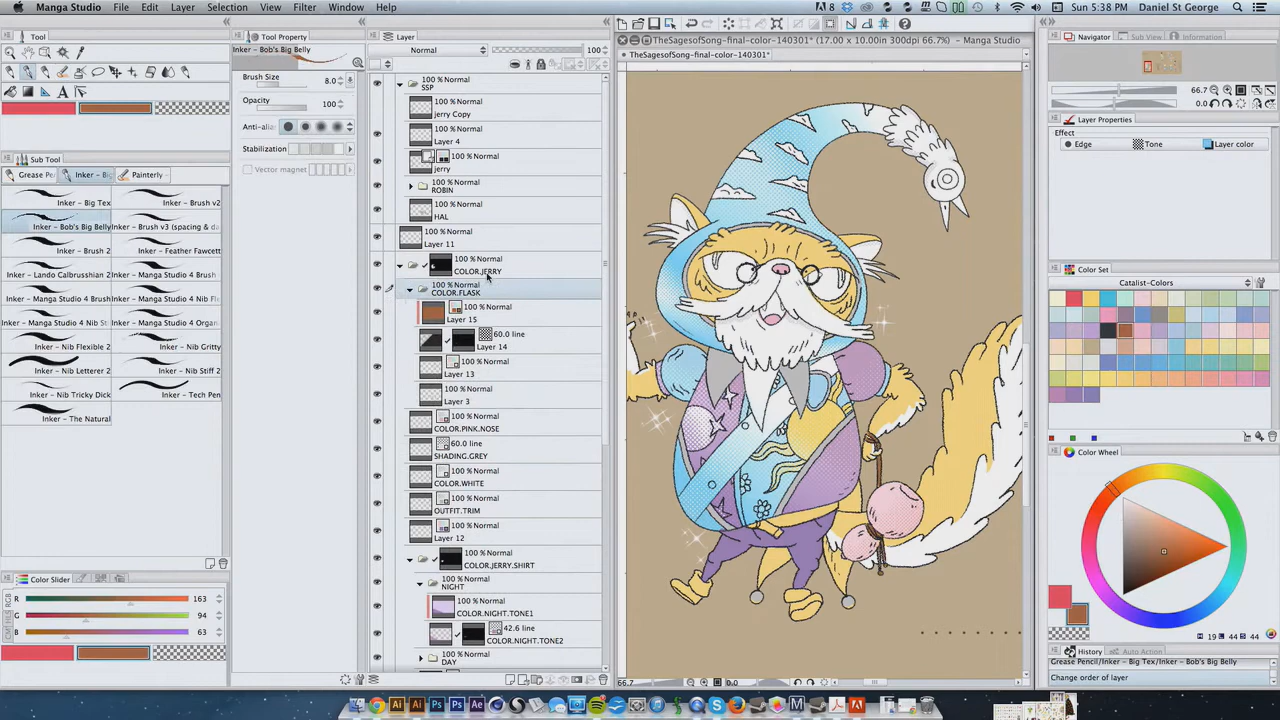 Manga Studio File Edit Layer Selection View Filter Window Help
8 Sun 5:38 PM Daniel St George
Tool
Tool Property
Layer
TheSagesofSong-final-color-140301* (17.00 x 10.00in 300dpi 66.7%) - Manga Studio
Navigator Sub View Information
Inker - Bob's Big Belly
Normal 100
TheSagesofSong-final-color-140301*
Brush Size 8.0
Opacity 100
Anti-alia
Stabilization
Vector magnet
66.7
0.0
Layer Properties
Effect
Edge Tone Layer color
Sub Tool
Grease Pe Inker - Big Painterly
Inker - Big Tex Inker - Brush v2
Inker - Bob's Big Belly Inker - Brush v3 (spacing & da
Inker - Brush 2 Inker - Feather Fawcett
Inker - Lando Calbrussian 2 Inker - Manga Studio 4 Brush
Inker - Manga Studio 4 Brush Inker - Manga Studio 4 Nib Fl
Inker - Manga Studio 4 Nib St Inker - Manga Studio 4 Organ
Inker - Nib Flexible 2 Inker - Nib Gritty
Inker - Nib Letterer 2 Inker - Nib Stiff 2
Inker - Nib Tricky Dick Inker - Tech Pen
Inker - The Natural
100 % Normal
SSP
100 % Normal
Jerry Copy
100 % Normal
Layer 4
100 % Normal
Jerry
100 % Normal
ROBIN
100 % Normal
HAL
100 % Normal
Layer 11
100 % Normal
COLOR.JERRY
100 % Normal
COLOR.FLASK
100 % Normal
Layer 15
60.0 line
Layer 14
100 % Normal
Layer 13
100 % Normal
Layer 3
100 % Normal
COLOR.PINK.NOSE
60.0 line
SHADING.GREY
100 % Normal
COLOR.WHITE
100 % Normal
OUTFIT.TRIM
100 % Normal
Layer 12
100 % Normal
COLOR.JERRY.SHIRT
100 % Normal
NIGHT
100 % Normal
COLOR.NIGHT.TONE1
42.6 line
COLOR.NIGHT.TONE2
100 % Normal
DAY
Color Set
Catalist-Colors
Color Wheel
19 44 44
History Auto Action
Grease Pencil/Inker - Big Tex/Inker - Bob's Big Belly
Change order of layer
Color Slider
R 163
G 94
B 63
66.7 0.0